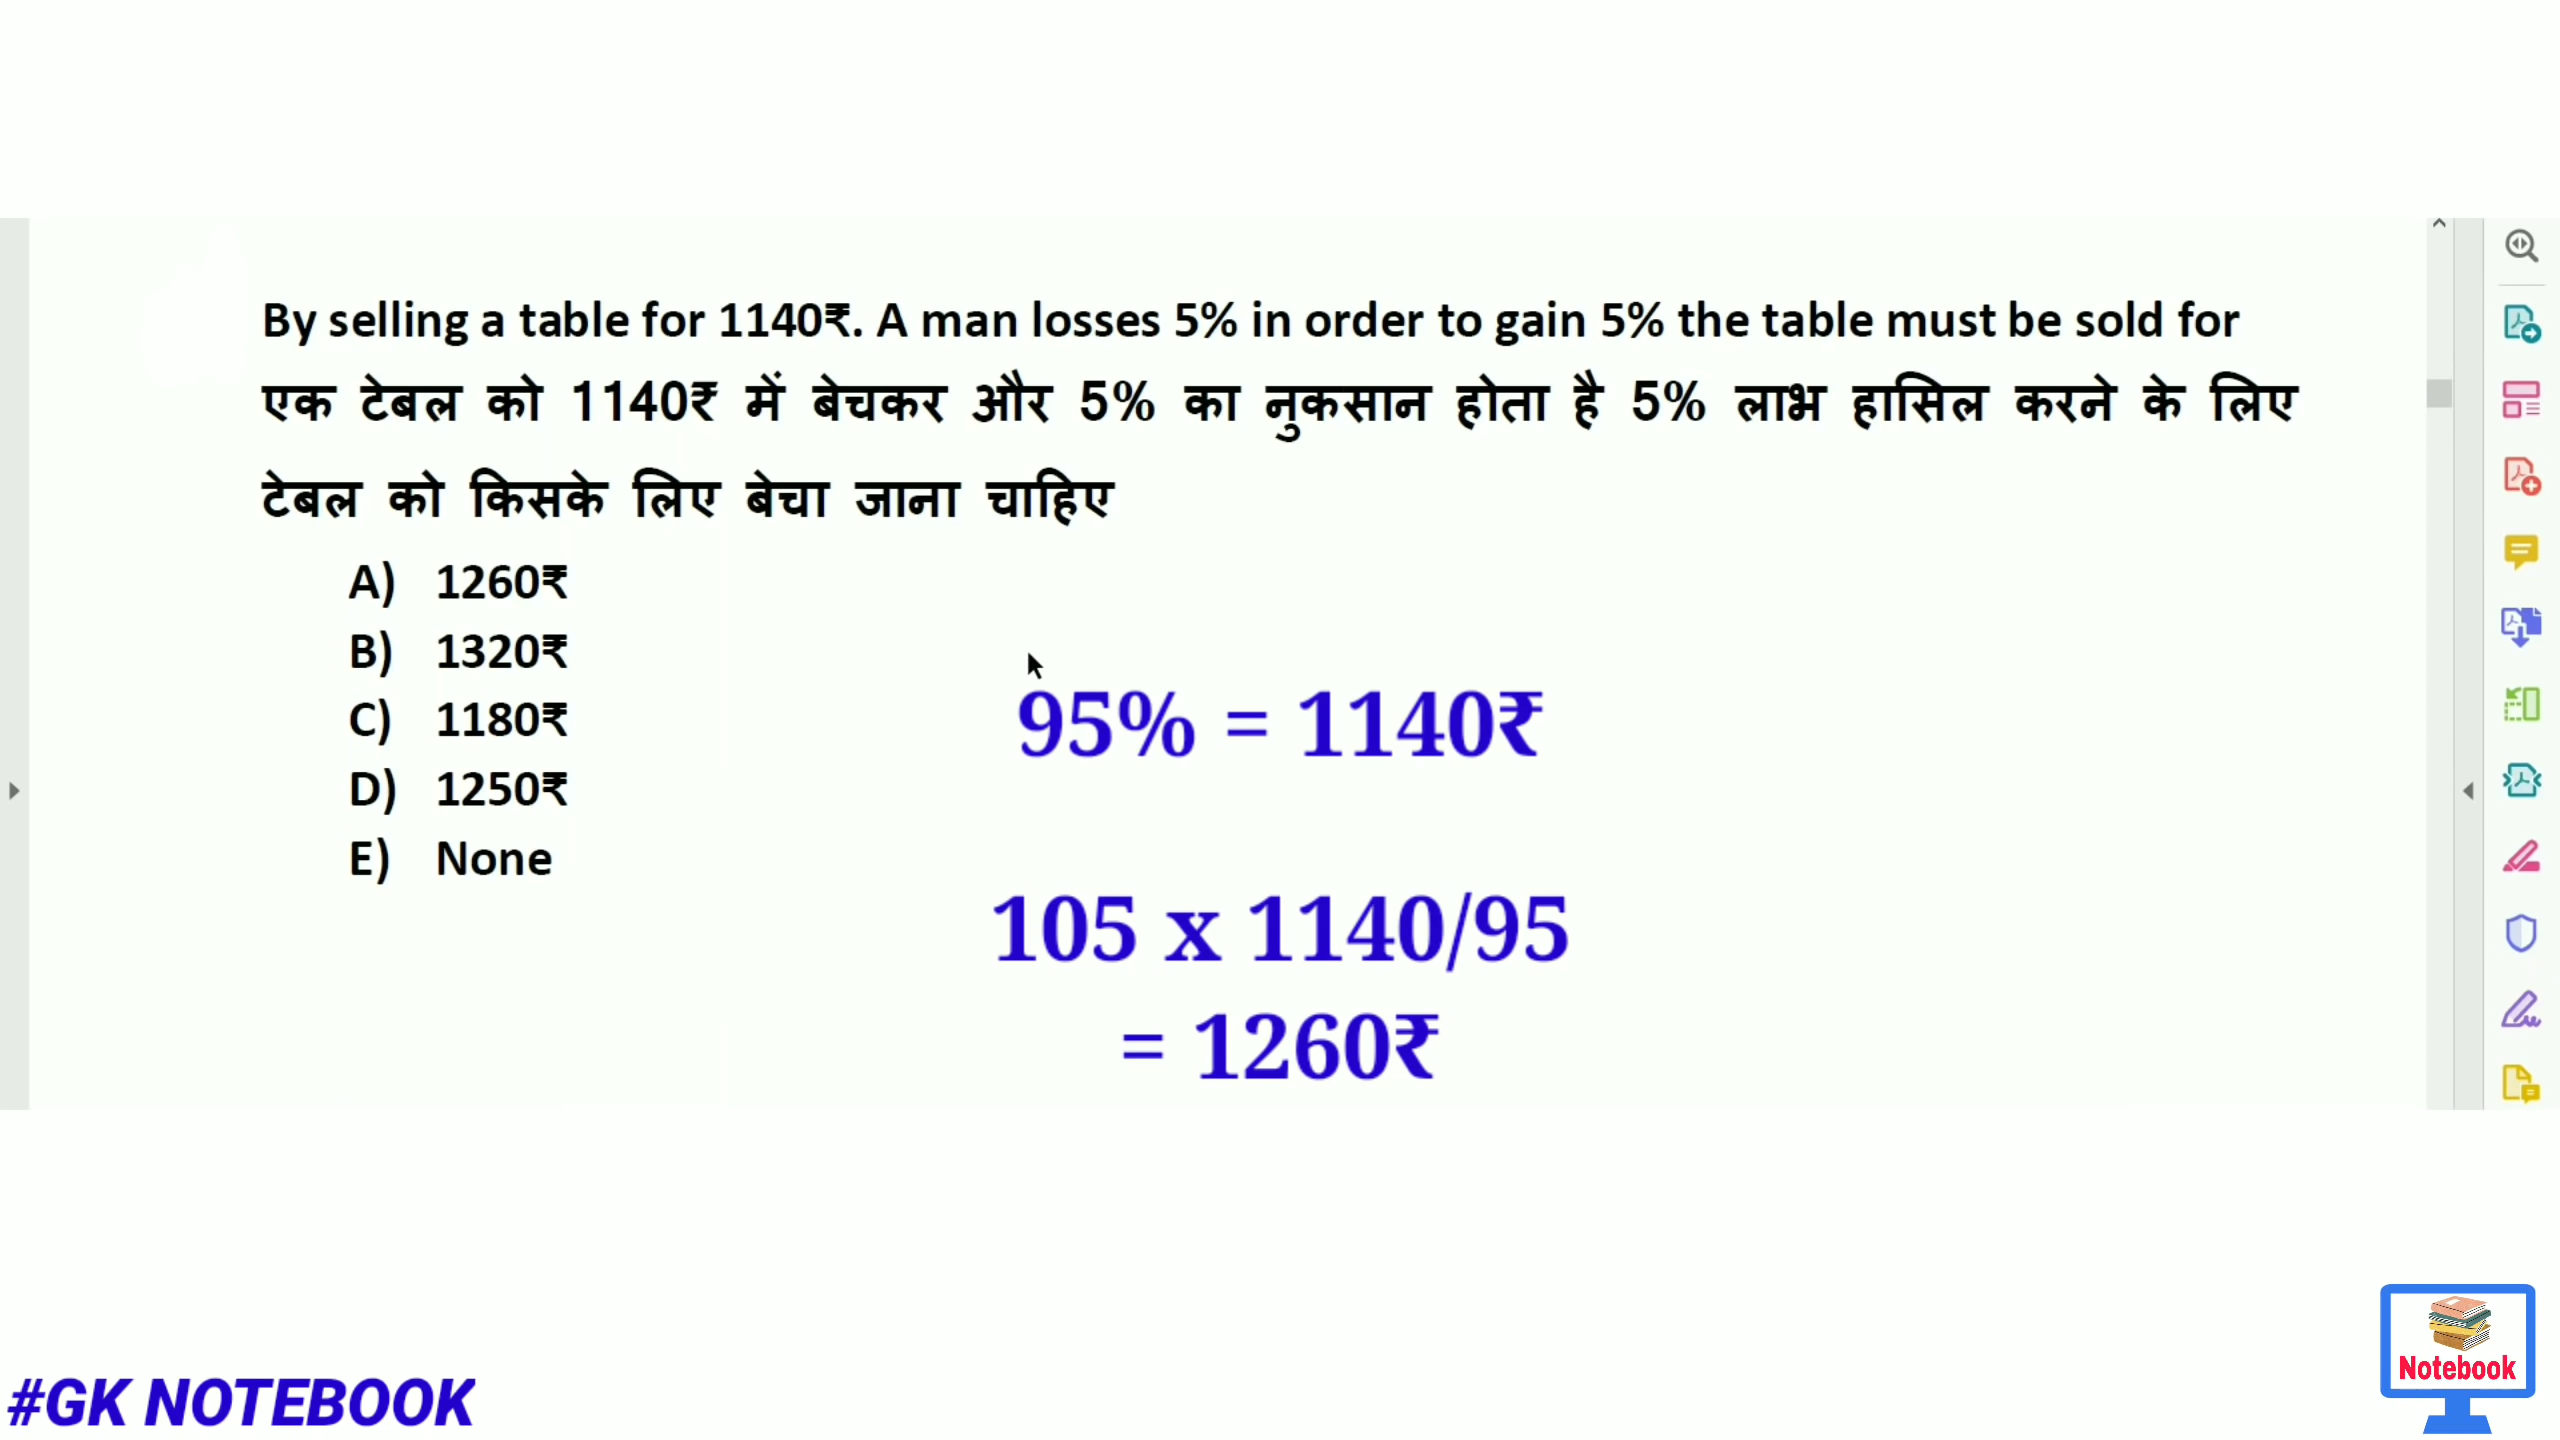 By selling a table for 1140₹. A man losses 5% in order to gain 5% the table must be sold for
एक टेबल को 1140₹ में बेचकर और 5% का नुकसान होता है 5% लाभ हासिल करने के लिए
टेबल को किसके लिए बेचा जाना चाहिए
A) 1260₹
B) 1320₹
C) 1180₹
D) 1250₹
E) None
95% = 1140₹
105 x 1140/95
= 1260₹
#GK NOTEBOOK
Notebook